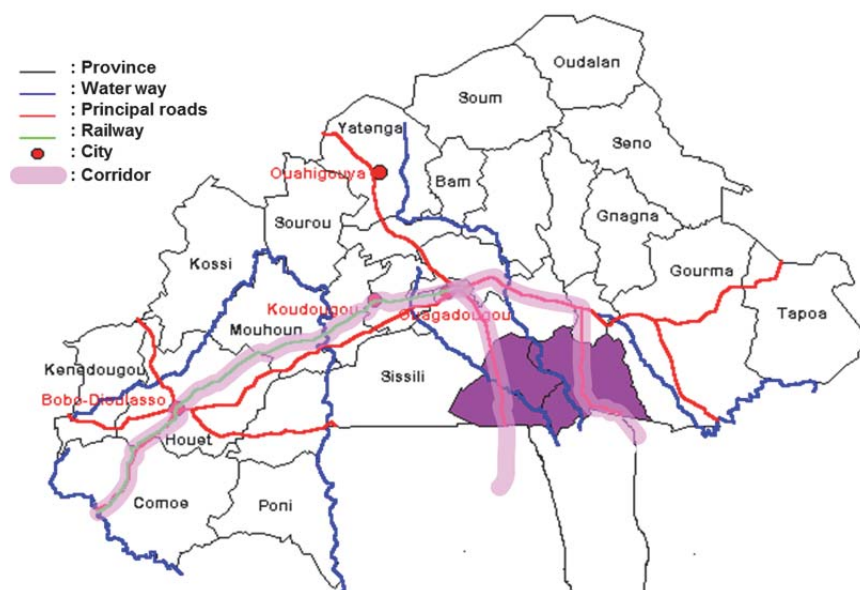 : Province
: Water way
: Principal roads
: Railway
: City
: Corridor
Oudalan
Soum
Yatenga
Seno
Ouahigouya
Bam
Sourou
Gnagna
Kossi
Gourma
Koudougou
Tapoa
Ouagadougou
Mouhoun
Kenedougou
Sissili
Bobo-Dioulasso
Houet
Comoe
Poni